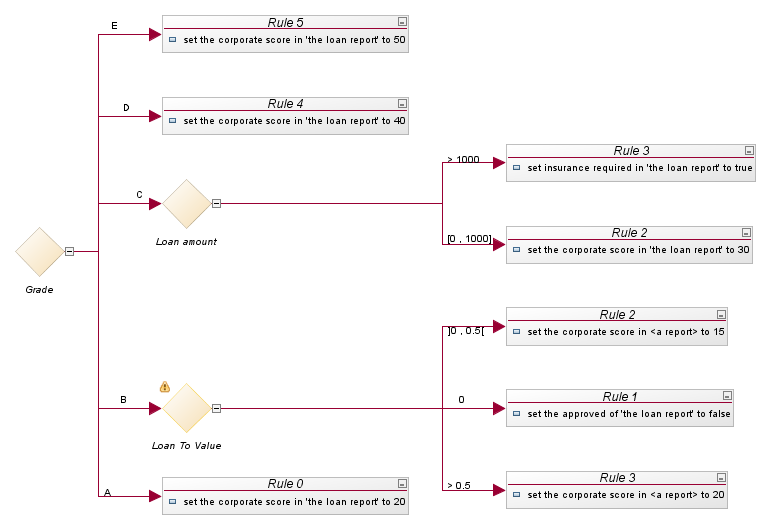 E
Rule 5
set the corporate score in 'the loan report' to 50
D
Rule 4
set the corporate score in 'the loan report' to 40
C
Loan amount
> 1000
Rule 3
set insurance required in 'the loan report' to true
[0 , 1000]
Rule 2
set the corporate score in 'the loan report' to 30
Grade
B
Loan To Value
]0 , 0.5[
Rule 2
set the corporate score in <a report> to 15
0
Rule 1
set the approved of 'the loan report' to false
> 0.5
Rule 3
set the corporate score in <a report> to 20
A
Rule 0
set the corporate score in 'the loan report' to 20